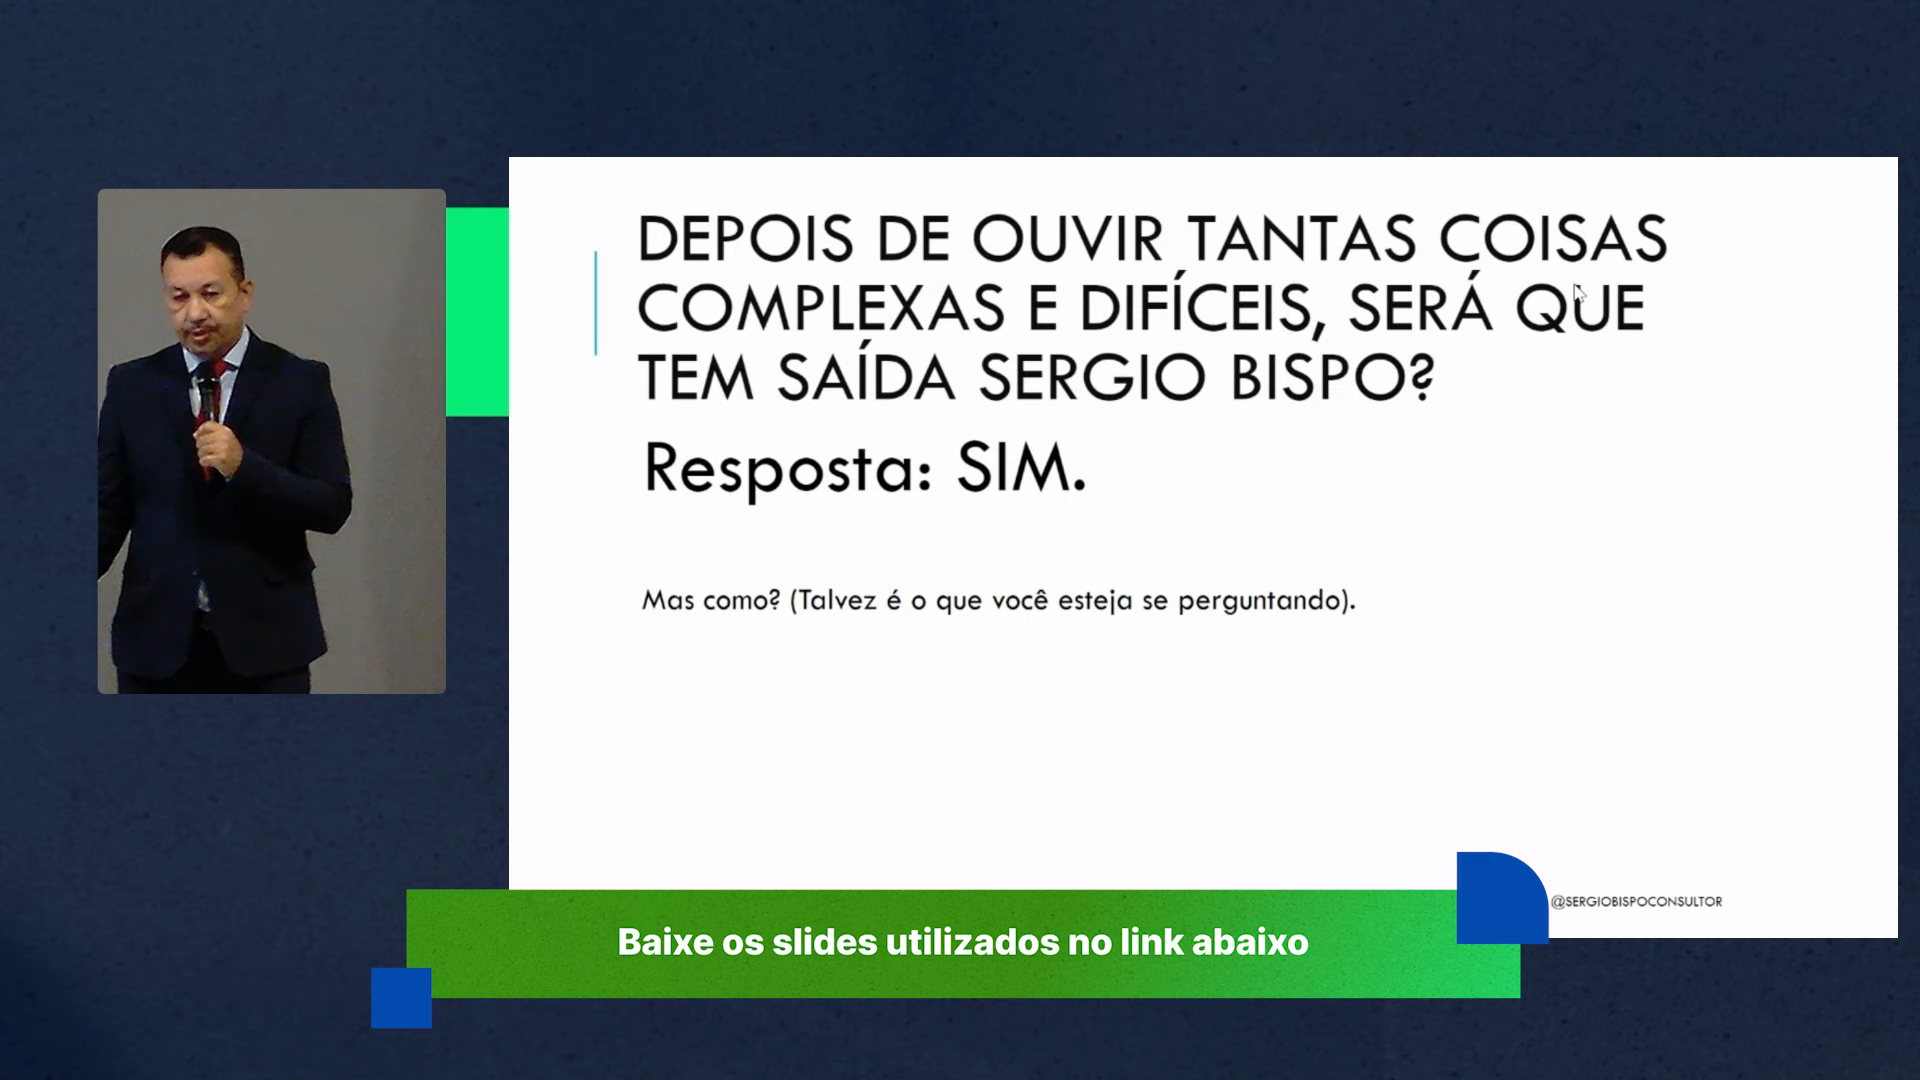 DEPOIS DE OUVIR TANTAS COISAS
COMPLEXAS E DIFÍCEIS, SERÁ QUE
TEM SAÍDA SERGIO BISPO?
Resposta: SIM.
Mas como? (Talvez é o que você esteja se perguntando).
@SERGIOBISPOCONSULTOR
Baixe os slides utilizados no link abaixo